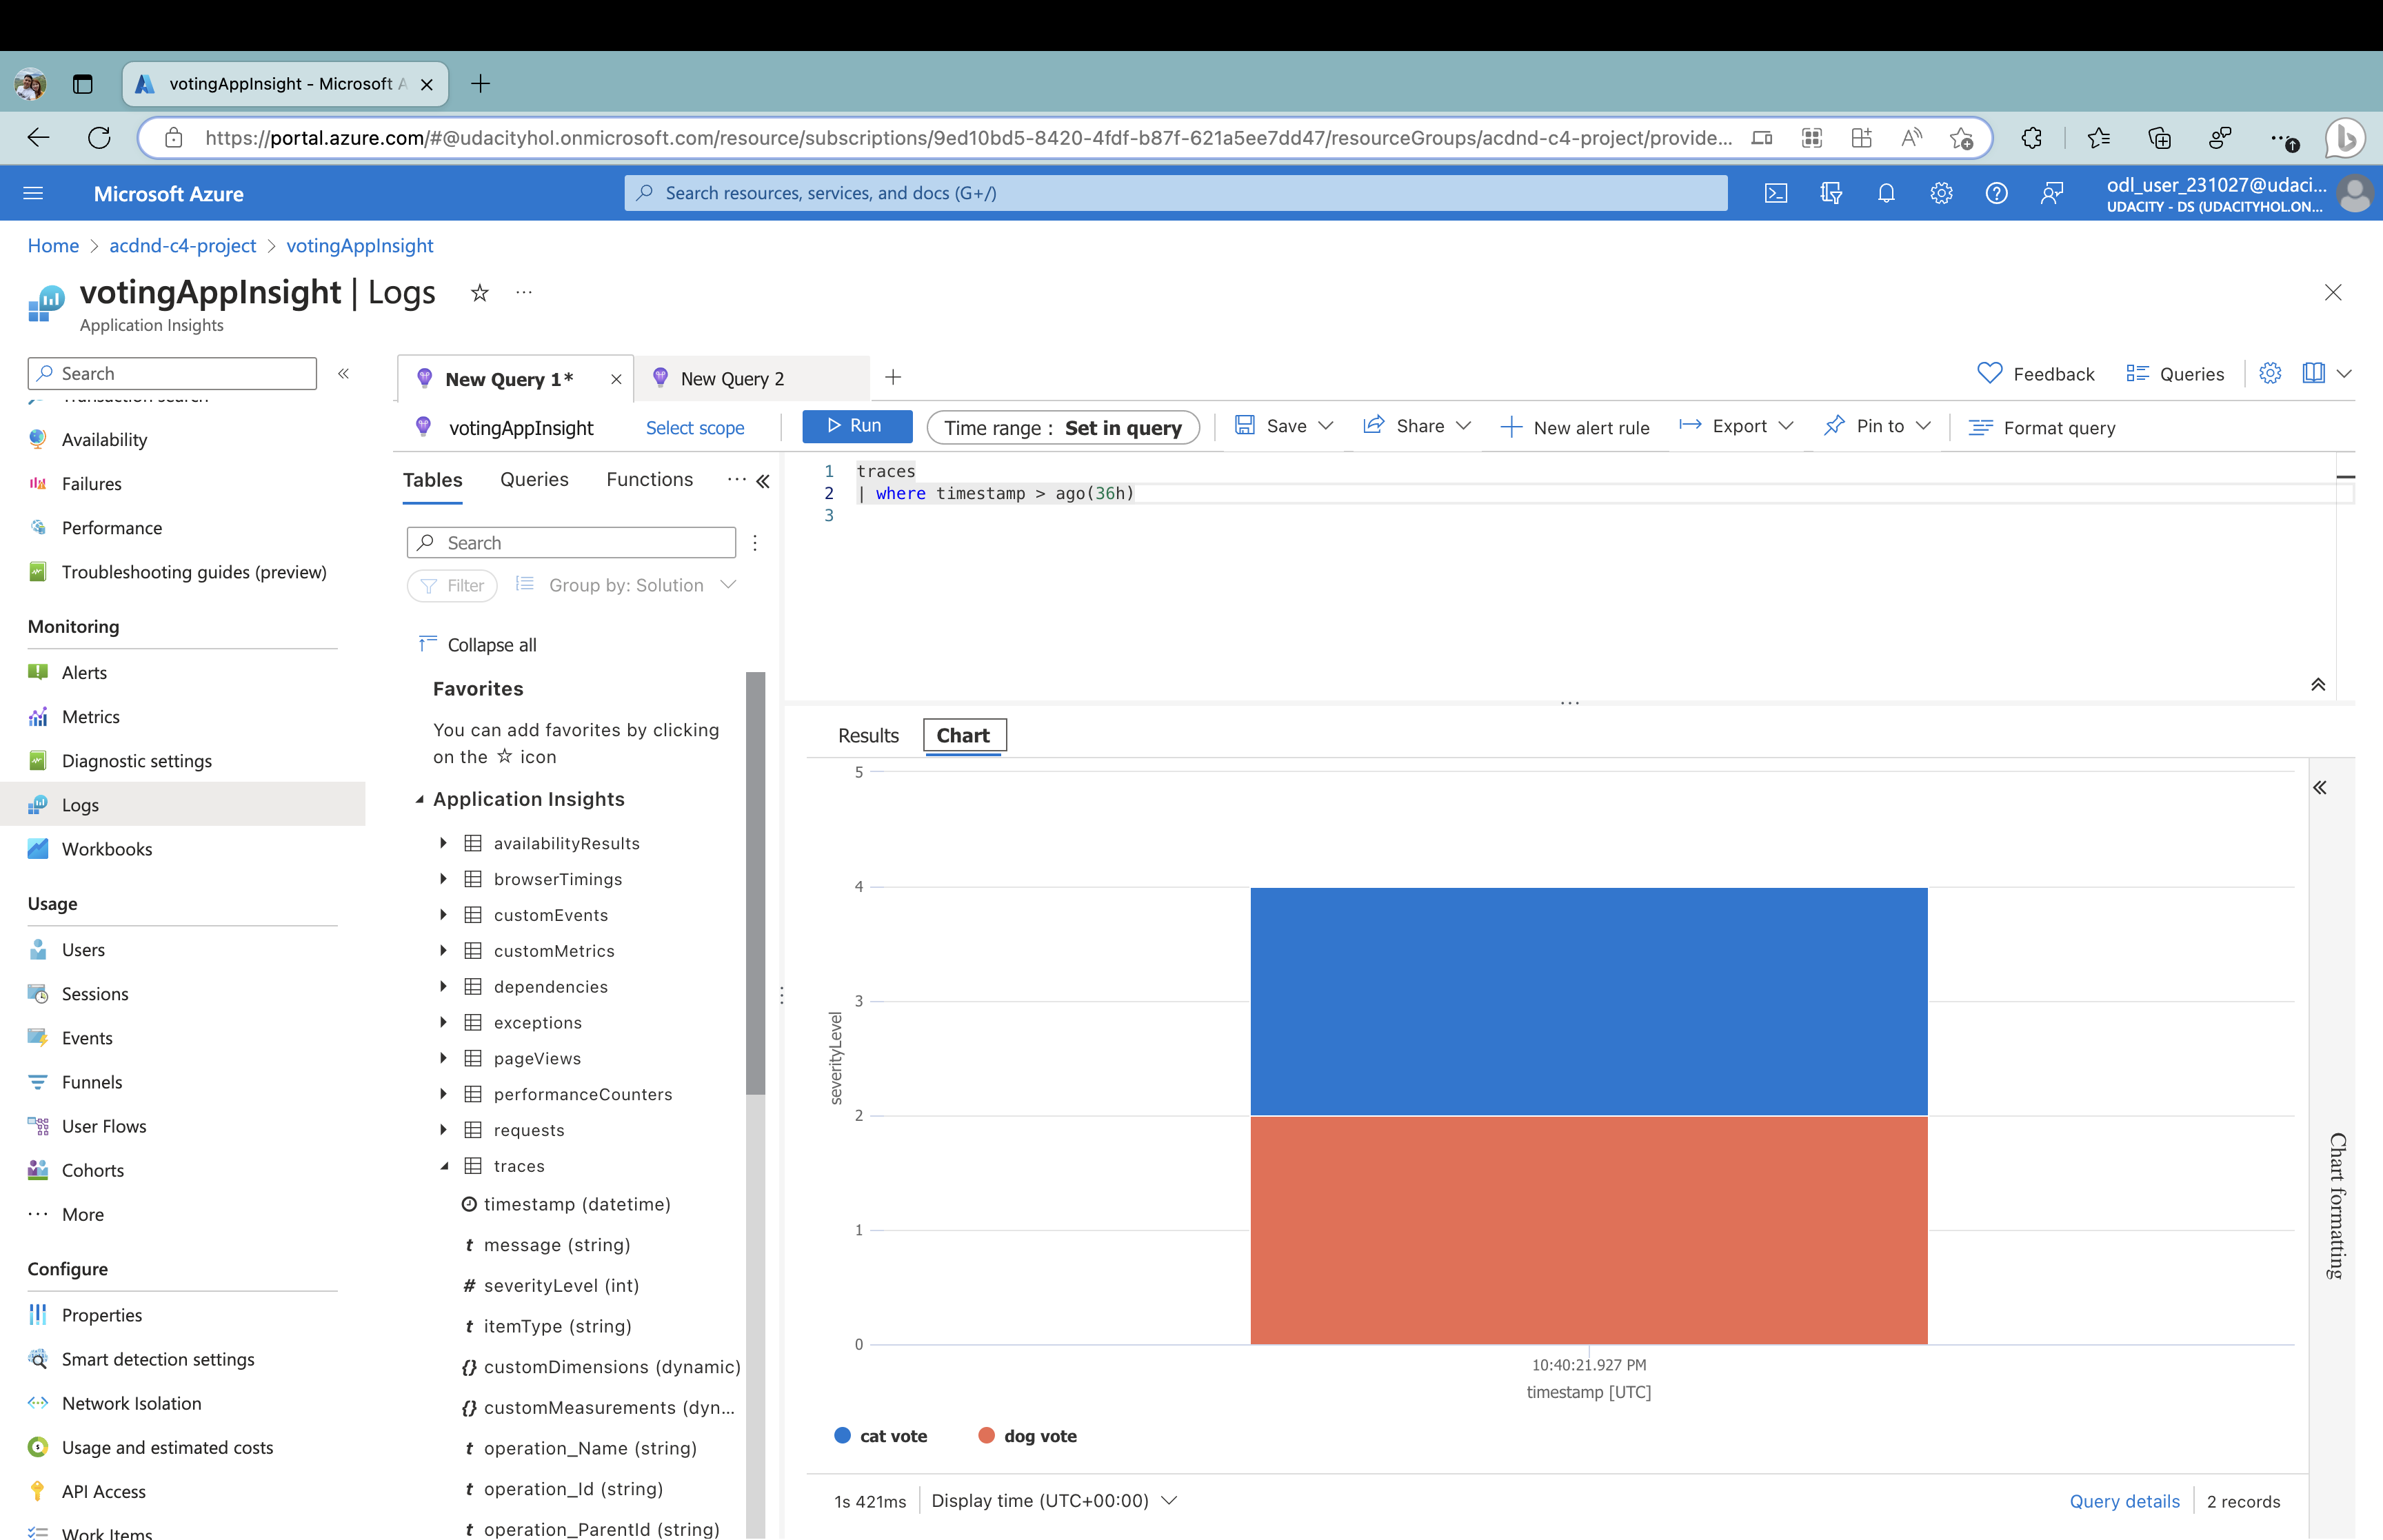 votingAppInsight - Microsoft A
https://portal.azure.com/#@udacityhol.onmicrosoft.com/resource/subscriptions/9ed10bd5-8420-4fdf-b87f-621a5ee7dd47/resourceGroups/acdnd-c4-project/provide...
Microsoft Azure
Search resources, services, and docs (G+/)
odl_user_231027@udaci...
UDACITY - DS (UDACITYHOL.ON...
Home > acdnd-c4-project > votingAppInsight
votingAppInsight | Logs
Application Insights
Search
Transaction search
Availability
Failures
Performance
Troubleshooting guides (preview)
Monitoring
Alerts
Metrics
Diagnostic settings
Logs
Workbooks
Usage
Users
Sessions
Events
Funnels
User Flows
Cohorts
More
Configure
Properties
Smart detection settings
Network Isolation
Usage and estimated costs
API Access
Work Items
New Query 1*
New Query 2
Feedback
Queries
votingAppInsight
Select scope
Run
Time range : Set in query
Save
Share
New alert rule
Export
Pin to
Format query
Tables
Queries
Functions
Search
Filter
Group by: Solution
Collapse all
Favorites
You can add favorites by clicking
on the ☆ icon
Application Insights
availabilityResults
browserTimings
customEvents
customMetrics
dependencies
exceptions
pageViews
performanceCounters
requests
traces
timestamp (datetime)
t message (string)
# severityLevel (int)
t itemType (string)
{} customDimensions (dynamic)
{} customMeasurements (dyn...
t operation_Name (string)
t operation_Id (string)
t operation_ParentId (string)
1 traces
2 | where timestamp > ago(36h)
3
Results
Chart
5
4
3
2
1
0
severityLevel
10:40:21.927 PM
timestamp [UTC]
cat vote
dog vote
Chart formatting
1s 421ms
Display time (UTC+00:00)
Query details
2 records